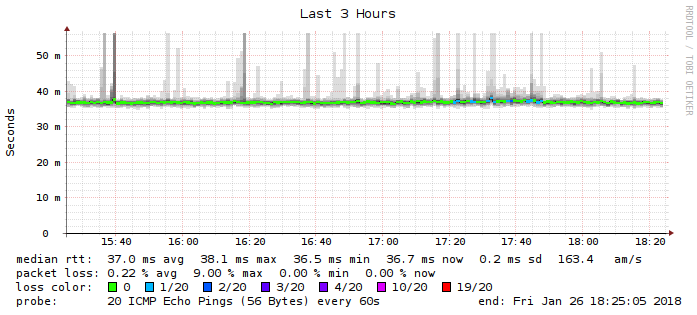 Last 3 Hours
RRDTOOL / TOBI OETIKER
Seconds
50 m
40 m
30 m
20 m
10 m
0
15:40 16:00 16:20 16:40 17:00 17:20 17:40 18:00 18:20
median rtt: 37.0 ms avg 38.1 ms max 36.5 ms min 36.7 ms now 0.2 ms sd 163.4 am/s
packet loss: 0.22 % avg 9.00 % max 0.00 % min 0.00 % now
loss color: 0 1/20 2/20 3/20 4/20 10/20 19/20
probe: 20 ICMP Echo Pings (56 Bytes) every 60s end: Fri Jan 26 18:25:05 2018